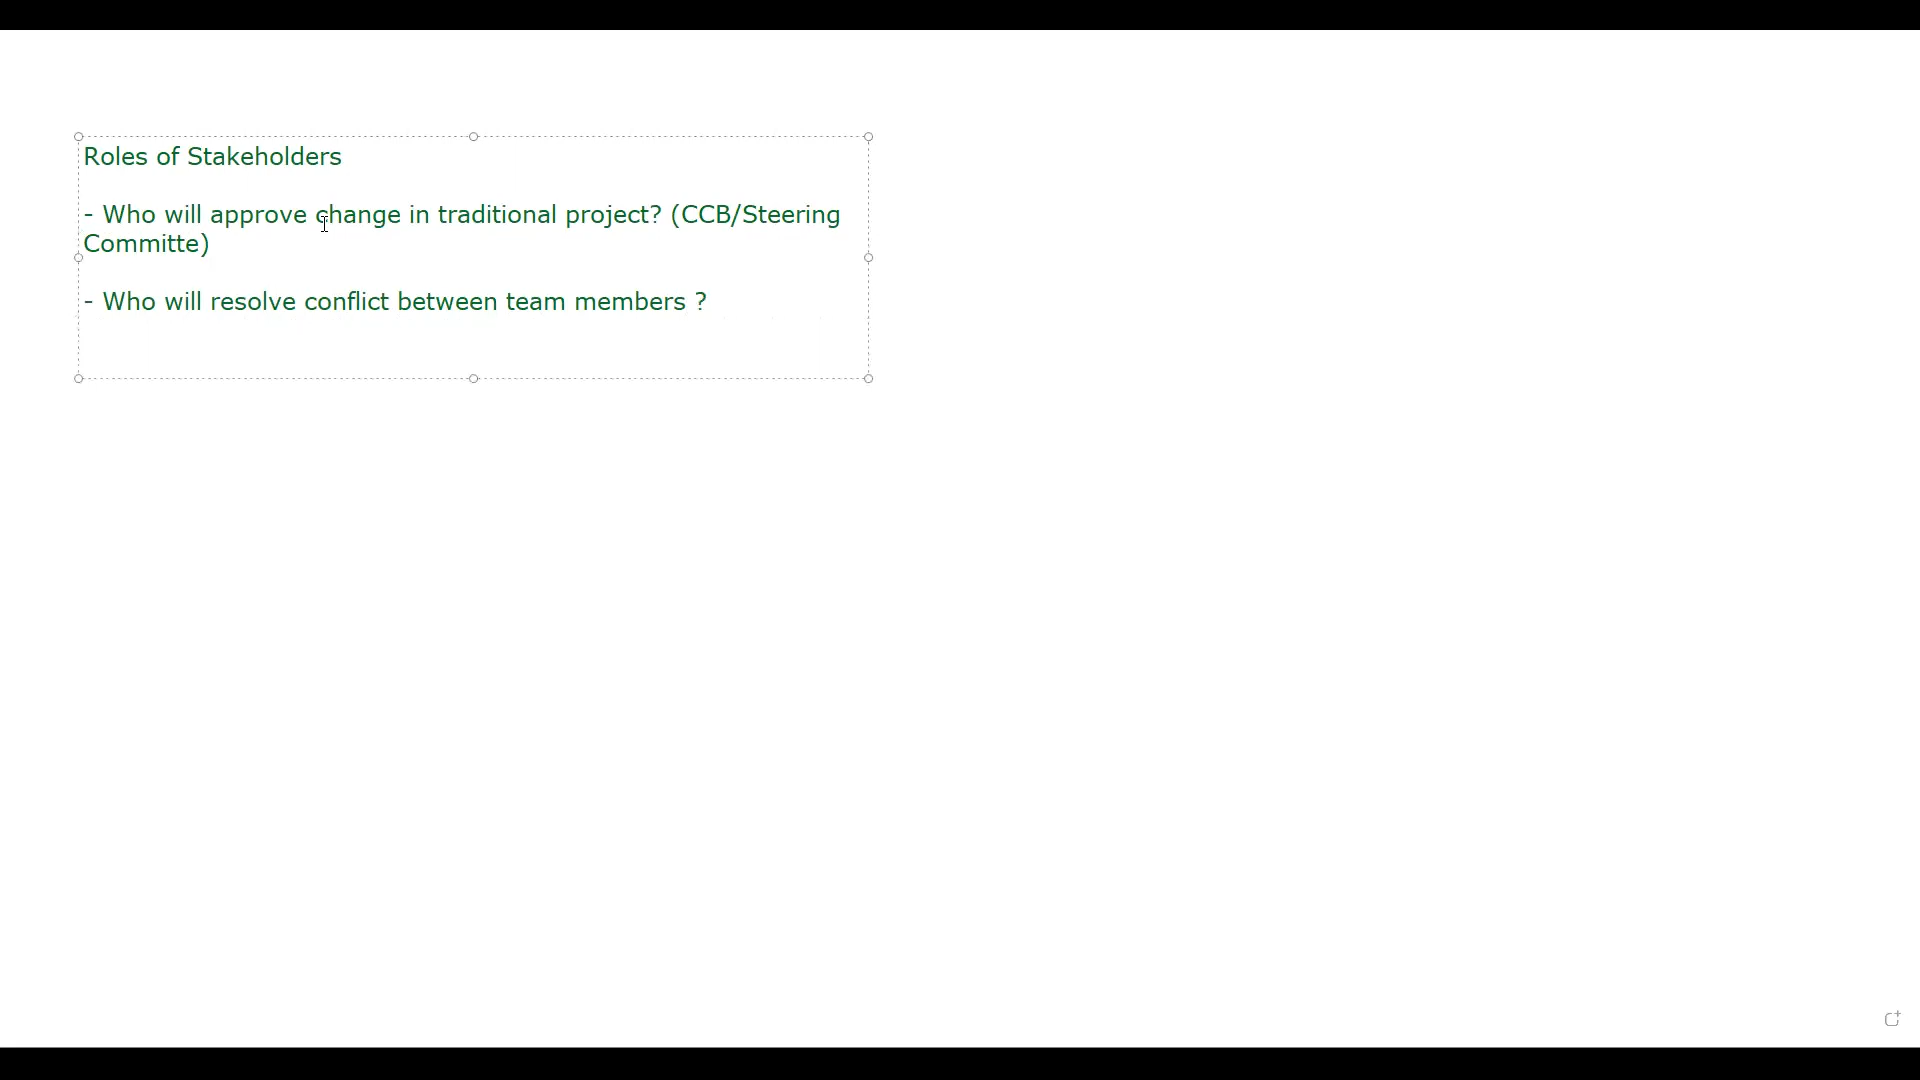 Roles of Stakeholders
- Who will approve change in traditional project? (CCB/Steering
Committe)
- Who will resolve conflict between team members ?